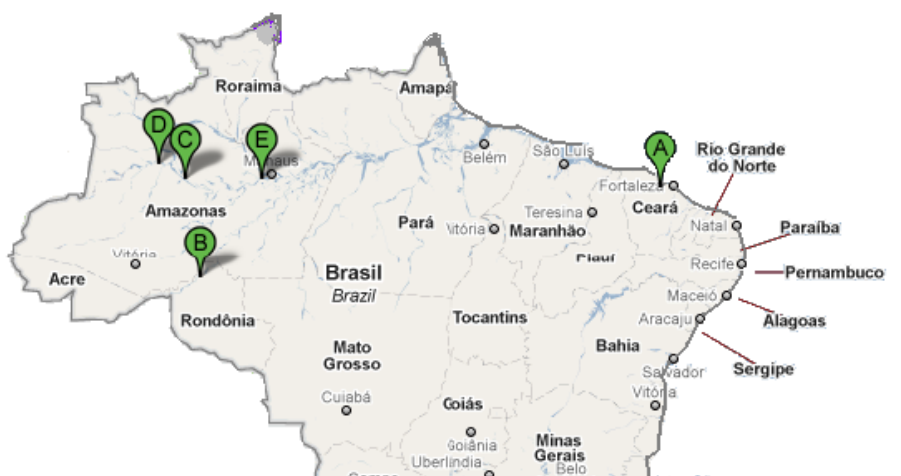 Roraima
Amapá
D
C
E
A
Manaus
Belém
São Luís
Rio Grande
do Norte
Fortaleza
Ceará
Amazonas
Pará
Vitória
Teresina
Maranhão
Natal
Paraíba
B
Vitória
Acre
Brasil
Brazil
Piauí
Recife
Pernambuco
Maceió
Alagoas
Rondônia
Tocantins
Aracaju
Bahia
Sergipe
Mato
Grosso
Salvador
Cuiabá
Goiás
Vitória
Goiânia
Minas
Gerais
Uberlindia
Belo